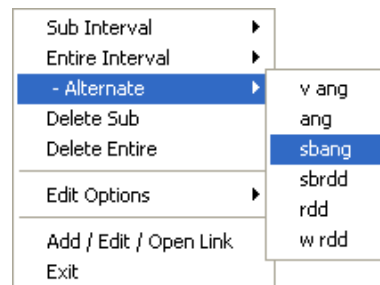 Sub Interval
Entire Interval
- Alternate
Delete Sub
Delete Entire
Edit Options
Add / Edit / Open Link
Exit
v ang
ang
sbang
sbrdd
rdd
w rdd